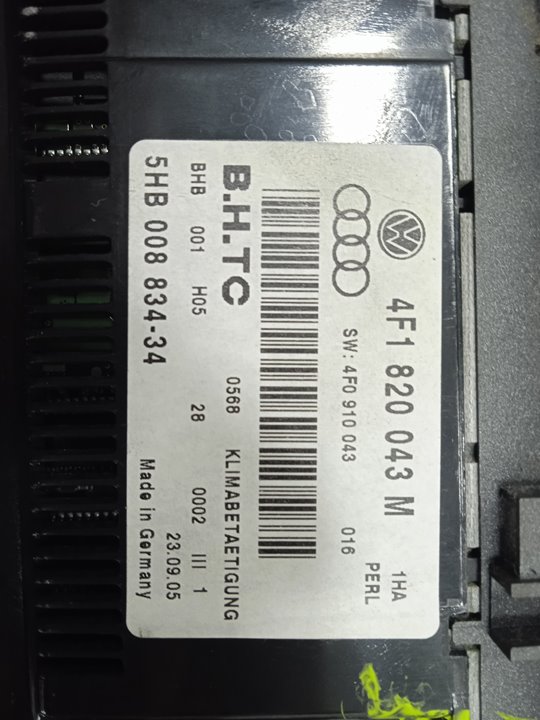 4F1 820 043 M 1HA
PERL
SW: 4F0 910 043 016
B.H.TC 0568 KLIMABETAETIGUNG
BHB 001 H05 28 0002 III 1
23.09.05
5HB 008 834-34 Made in Germany